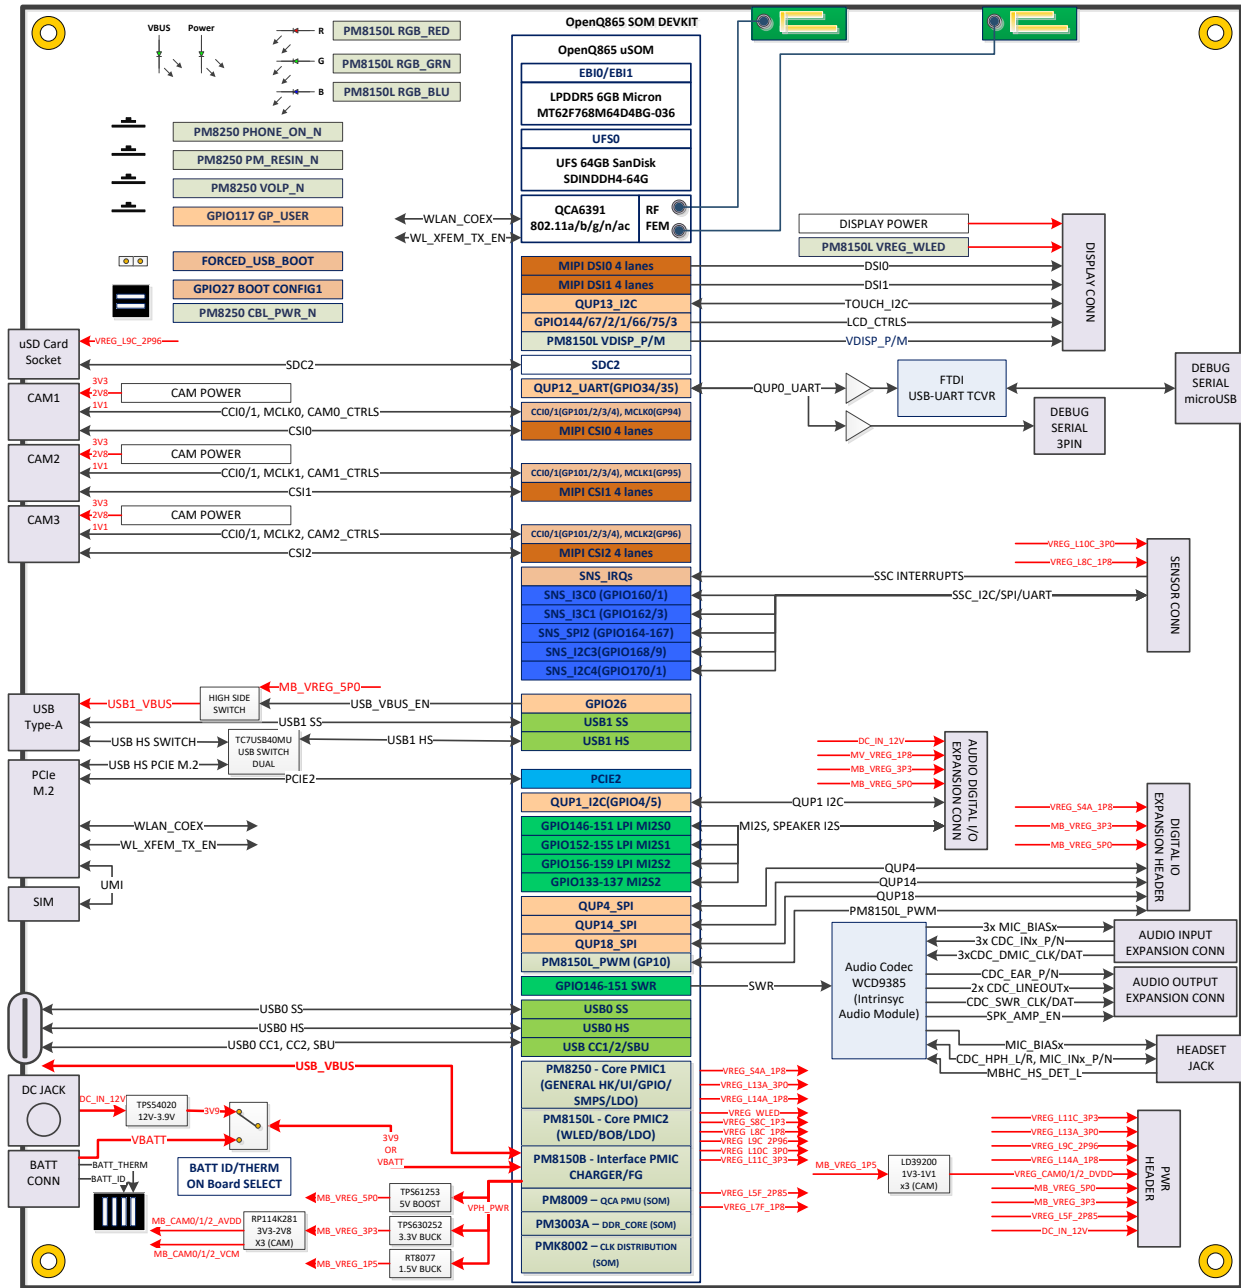 OpenQ865 SOM DEVKIT
VBUS
Power
R
PM8150L RGB_RED
G
PM8150L RGB_GRN
B
PM8150L RGB_BLU
PM8250 PHONE_ON_N
PM8250 PM_RESIN_N
PM8250 VOLP_N
GPIO117 GP_USER
FORCED_USB_BOOT
GPIO27 BOOT CONFIG1
PM8250 CBL_PWR_N
OpenQ865 uSOM
EBI0/EBI1
LPDDR5 6GB Micron
MT62F768M64D4BG-036
UFS0
UFS 64GB SanDisk
SDINDDH4-64G
QCA6391
802.11a/b/g/n/ac
RF
FEM
WLAN_COEX
WL_XFEM_TX_EN
MIPI DSI0 4 lanes
MIPI DSI1 4 lanes
QUP13_I2C
GPIO144/67/2/1/66/75/3
PM8150L VDISP_P/M
DISPLAY POWER
PM8150L VREG_WLED
DSI0
DSI1
TOUCH_I2C
LCD_CTRLS
VDISP_P/M
DISPLAY CONN
uSD Card
Socket
VREG_L9C_2P96
SDC2
SDC2
QUP12_UART(GPIO34/35)
QUP0_UART
FTDI
USB-UART TCVR
DEBUG
SERIAL
microUSB
DEBUG
SERIAL
3PIN
CAM1
3V3
2V8
1V1
CAM POWER
CCI0/1, MCLK0, CAM0_CTRLS
CSI0
CCI0/1(GP101/2/3/4), MCLK0(GP94)
MIPI CSI0 4 lanes
CAM2
3V3
2V8
1V1
CAM POWER
CCI0/1, MCLK1, CAM1_CTRLS
CSI1
CCI0/1(GP101/2/3/4), MCLK1(GP95)
MIPI CSI1 4 lanes
CAM3
3V3
2V8
1V1
CAM POWER
CCI0/1, MCLK2, CAM2_CTRLS
CSI2
CCI0/1(GP101/2/3/4), MCLK2(GP96)
MIPI CSI2 4 lanes
SNS_IRQs
SNS_I3C0 (GPIO160/1)
SNS_I3C1 (GPIO162/3)
SNS_SPI2 (GPIO164-167)
SNS_I2C3(GPIO168/9)
SNS_I2C4(GPIO170/1)
VREG_L10C_3P0
VREG_L8C_1P8
SSC INTERRUPTS
SSC_I2C/SPI/UART
SENSOR CONN
USB
Type-A
USB1_VBUS
HIGH SIDE
SWITCH
MB_VREG_5P0
USB_VBUS_EN
USB1 SS
USB HS SWITCH
TC7USB40MU
USB SWITCH
DUAL
USB1 HS
USB HS PCIE M.2
GPIO26
USB1 SS
USB1 HS
PCIe
M.2
PCIE2
PCIE2
WLAN_COEX
WL_XFEM_TX_EN
UMI
SIM
QUP1_I2C(GPIO4/5)
GPIO146-151 LPI MI2S0
GPIO152-155 LPI MI2S1
GPIO156-159 LPI MI2S2
GPIO133-137 MI2S2
DC_IN_12V
MV_VREG_1P8
MB_VREG_3P3
MB_VREG_5P0
QUP1 I2C
MI2S, SPEAKER I2S
AUDIO DIGITAL I/O
EXPANSION CONN
VREG_S4A_1P8
MB_VREG_3P3
MB_VREG_5P0
DIGITAL IO
EXPANSION HEADER
QUP4
QUP14
QUP18
PM8150L_PWM
QUP4_SPI
QUP14_SPI
QUP18_SPI
PM8150L_PWM (GP10)
GPIO146-151 SWR
SWR
Audio Codec
WCD9385
(Intrinsyc
Audio Module)
3x MIC_BIASx
3x CDC_INx_P/N
3xCDC_DMIC_CLK/DAT
AUDIO INPUT
EXPANSION CONN
CDC_EAR_P/N
2x CDC_LINEOUTx
CDC_SWR_CLK/DAT
SPK_AMP_EN
AUDIO OUTPUT
EXPANSION CONN
MIC_BIASx
CDC_HPH_L/R, MIC_INx_P/N
MBHC_HS_DET_L
HEADSET
JACK
USB0 SS
USB0 HS
USB0 CC1, CC2, SBU
USB0 SS
USB0 HS
USB CC1/2/SBU
USB_VBUS
DC JACK
DC_IN_12V
TPS54020
12V-3.9V
3V9
VBATT
BATT
CONN
BATT_THERM
BATT_ID
BATT ID/THERM
ON Board SELECT
3V9
OR
VBATT
PM8250 - Core PMIC1
(GENERAL HK/UI/GPIO/
SMPS/LDO)
PM8150L - Core PMIC2
(WLED/BOB/LDO)
PM8150B - Interface PMIC
CHARGER/FG
PM8009 – QCA PMU (SOM)
PM3003A – DDR_CORE (SOM)
PMK8002 – CLK DISTRIBUTION
(SOM)
VREG_S4A_1P8
VREG_L13A_3P0
VREG_L14A_1P8
VREG_WLED
VREG_S8C_1P3
VREG_L8C_1P8
VREG_L9C_2P96
VREG_L10C_3P0
VREG_L11C_3P3
VREG_L5F_2P85
VREG_L7F_1P8
MB_VREG_1P5
LD39200
1V3-1V1
x3 (CAM)
VREG_L11C_3P3
VREG_L13A_3P0
VREG_L9C_2P96
VREG_L14A_1P8
VREG_CAM0/1/2_DVDD
MB_VREG_5P0
MB_VREG_3P3
VREG_L5F_2P85
DC_IN_12V
PWR
HEADER
MB_VREG_5P0
TPS61253
5V BOOST
VPH_PWR
MB_CAM0/1/2_AVDD
RP114K281
3V3-2V8
X3 (CAM)
MB_VREG_3P3
TPS630252
3.3V BUCK
MB_CAM0/1/2_VCM
MB_VREG_1P5
RT8077
1.5V BUCK